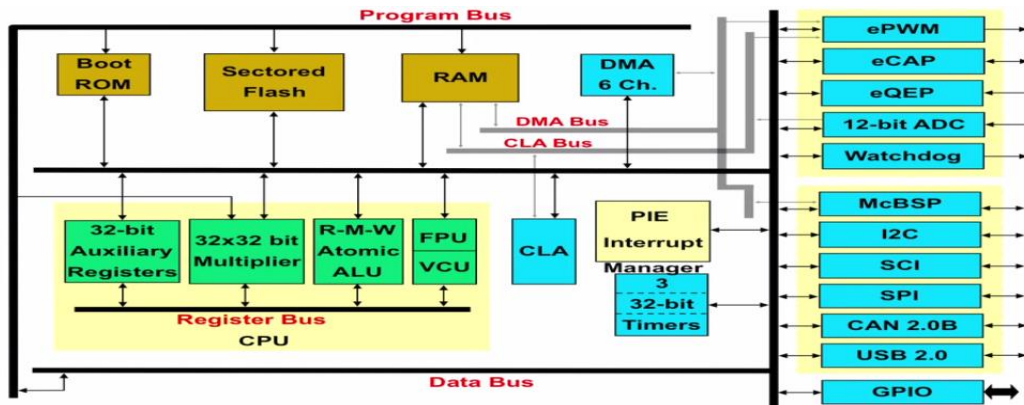 Program Bus
Boot
ROM
Sectored
Flash
RAM
DMA
6 Ch.
DMA Bus
CLA Bus
32-bit
Auxiliary
Registers
32x32 bit
Multiplier
R-M-W
Atomic
ALU
FPU
VCU
CLA
PIE
Interrupt
Manager
3
32-bit
Timers
Register Bus
CPU
Data Bus
ePWM
eCAP
eQEP
12-bit ADC
Watchdog
McBSP
I2C
SCI
SPI
CAN 2.0B
USB 2.0
GPIO